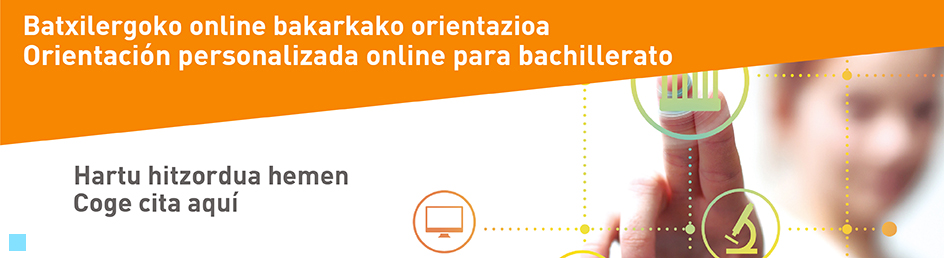 Batxilergoko online bakarkako orientazioa
Orientación personalizada online para bachillerato
Hartu hitzordua hemen
Coge cita aquí